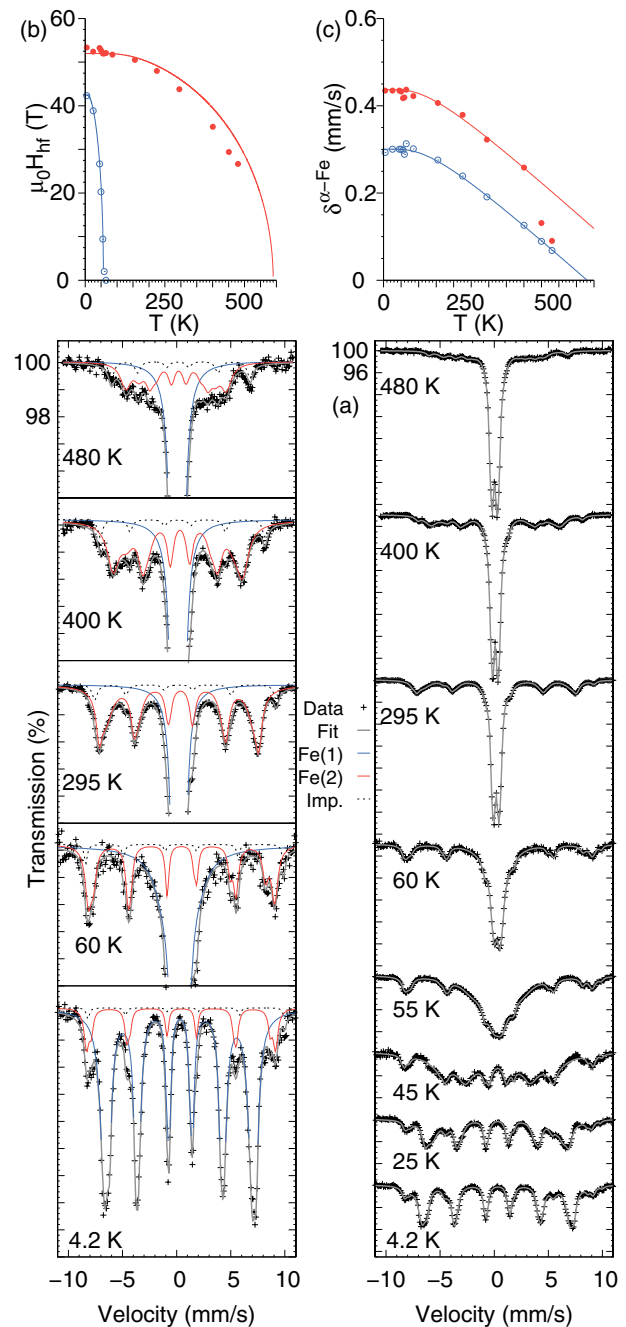 (b)
60
40
20
0
μ0Hhf (T)
0 250 500
T (K)
(c)
0.6
0.4
0.2
0
δα−Fe (mm/s)
0 250 500
T (K)
100
98
480 K
400 K
295 K
60 K
4.2 K
Transmission (%)
−10 −5 0 5 10
Velocity (mm/s)
Data
Fit
Fe(1)
Fe(2)
Imp.
100
96
(a)
480 K
400 K
295 K
60 K
55 K
45 K
25 K
4.2 K
−10 −5 0 5 10
Velocity (mm/s)